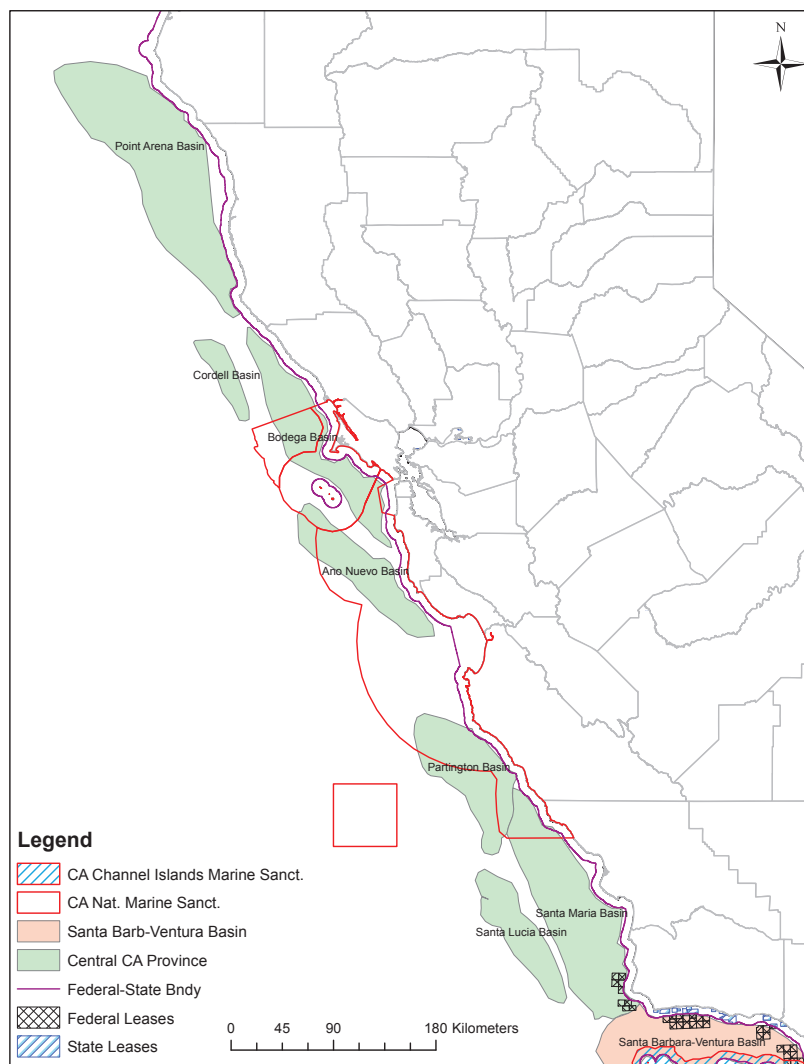 N
Point Arena Basin
Cordell Basin
Bodega Basin
Ano Nuevo Basin
Partington Basin
Santa Maria Basin
Santa Lucia Basin
Santa Barbara-Ventura Basin
Legend
CA Channel Islands Marine Sanct.
CA Nat. Marine Sanct.
Santa Barb-Ventura Basin
Central CA Province
Federal-State Bndy
Federal Leases
State Leases
0 45 90 180 Kilometers